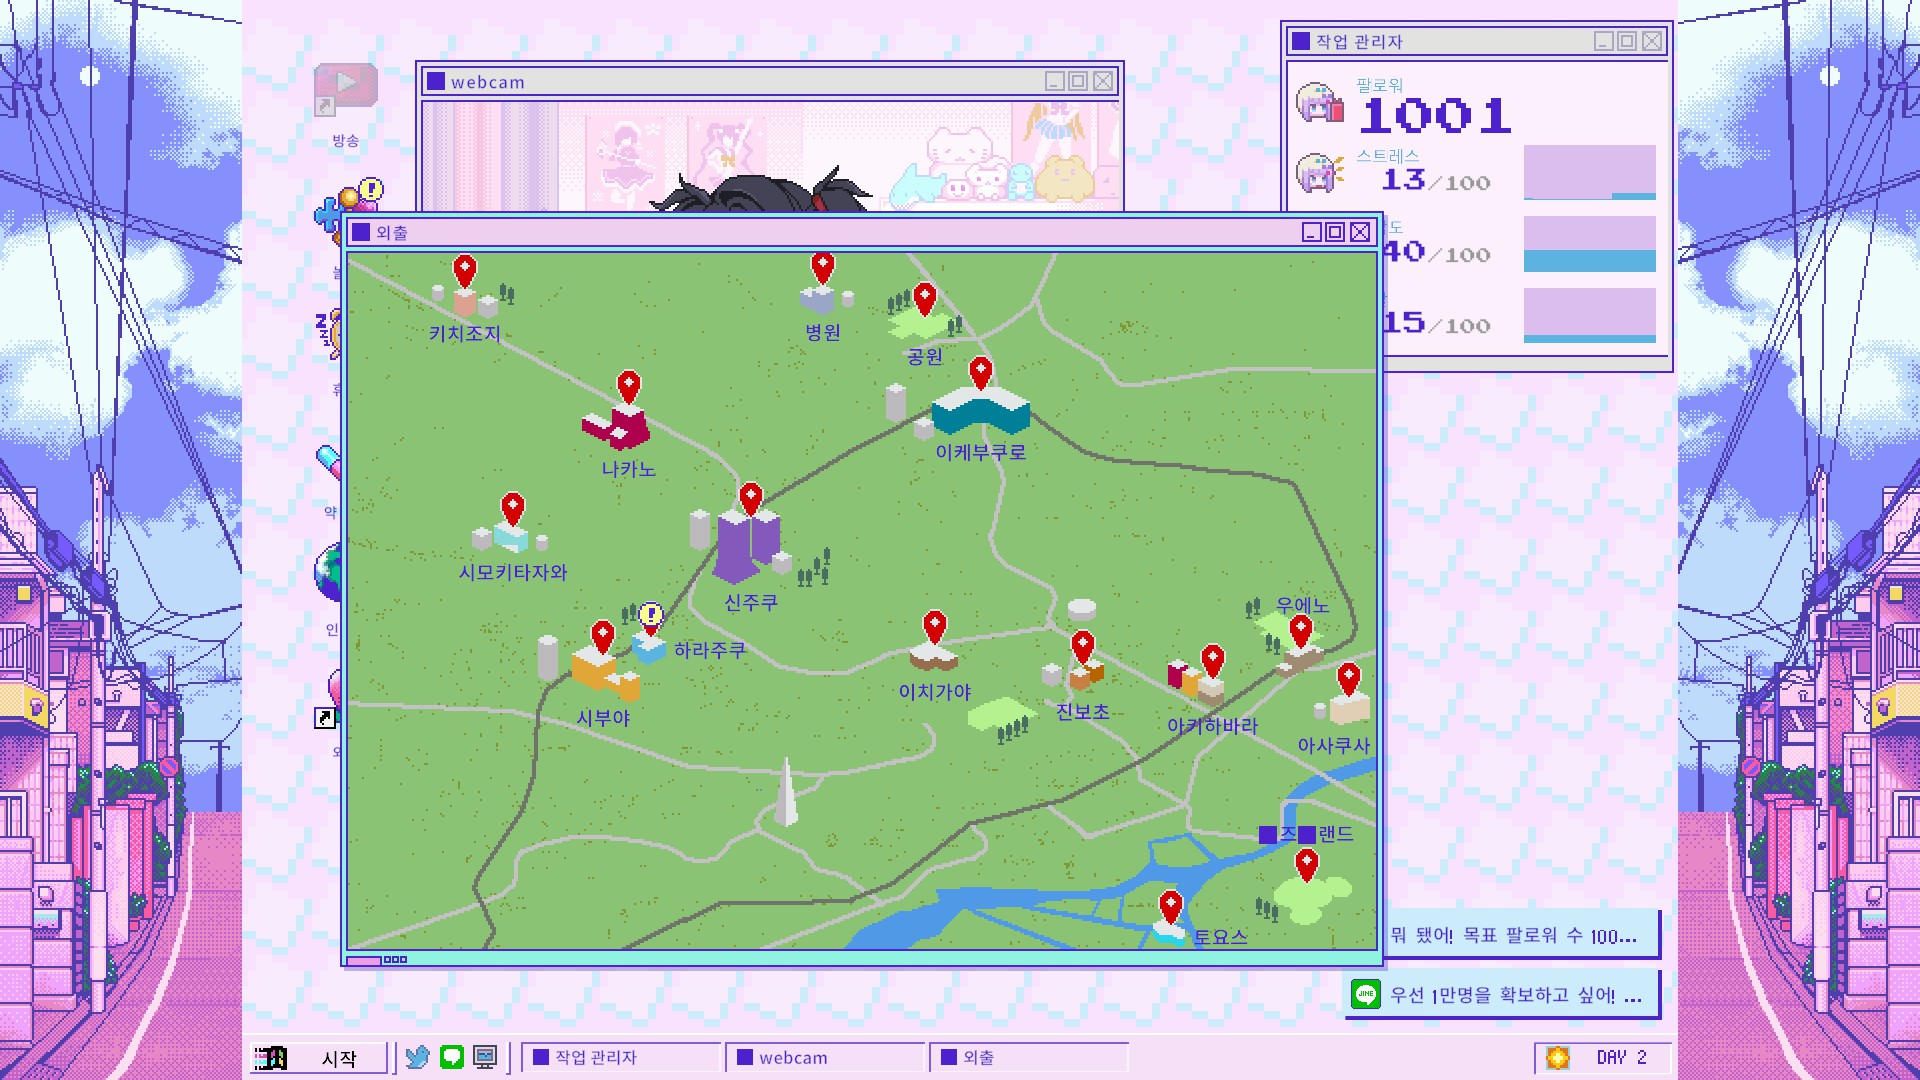 webcam
작업 관리자
팔로워
1001
스트레스
13/100
도
40/100
15/100
방송
외출
키치조지
병원
공원
이케부쿠로
나카노
시모키타자와
신주쿠
하라주쿠
시부야
우에노
이치가야
진보초
아키하바라
아사쿠사
■즈■랜드
토요스
약
인
뭐 됐어! 목표 팔로워 수 100...
JINE
우선 1만명을 확보하고 싶어! ...
시작
작업 관리자
webcam
외출
DAY 2